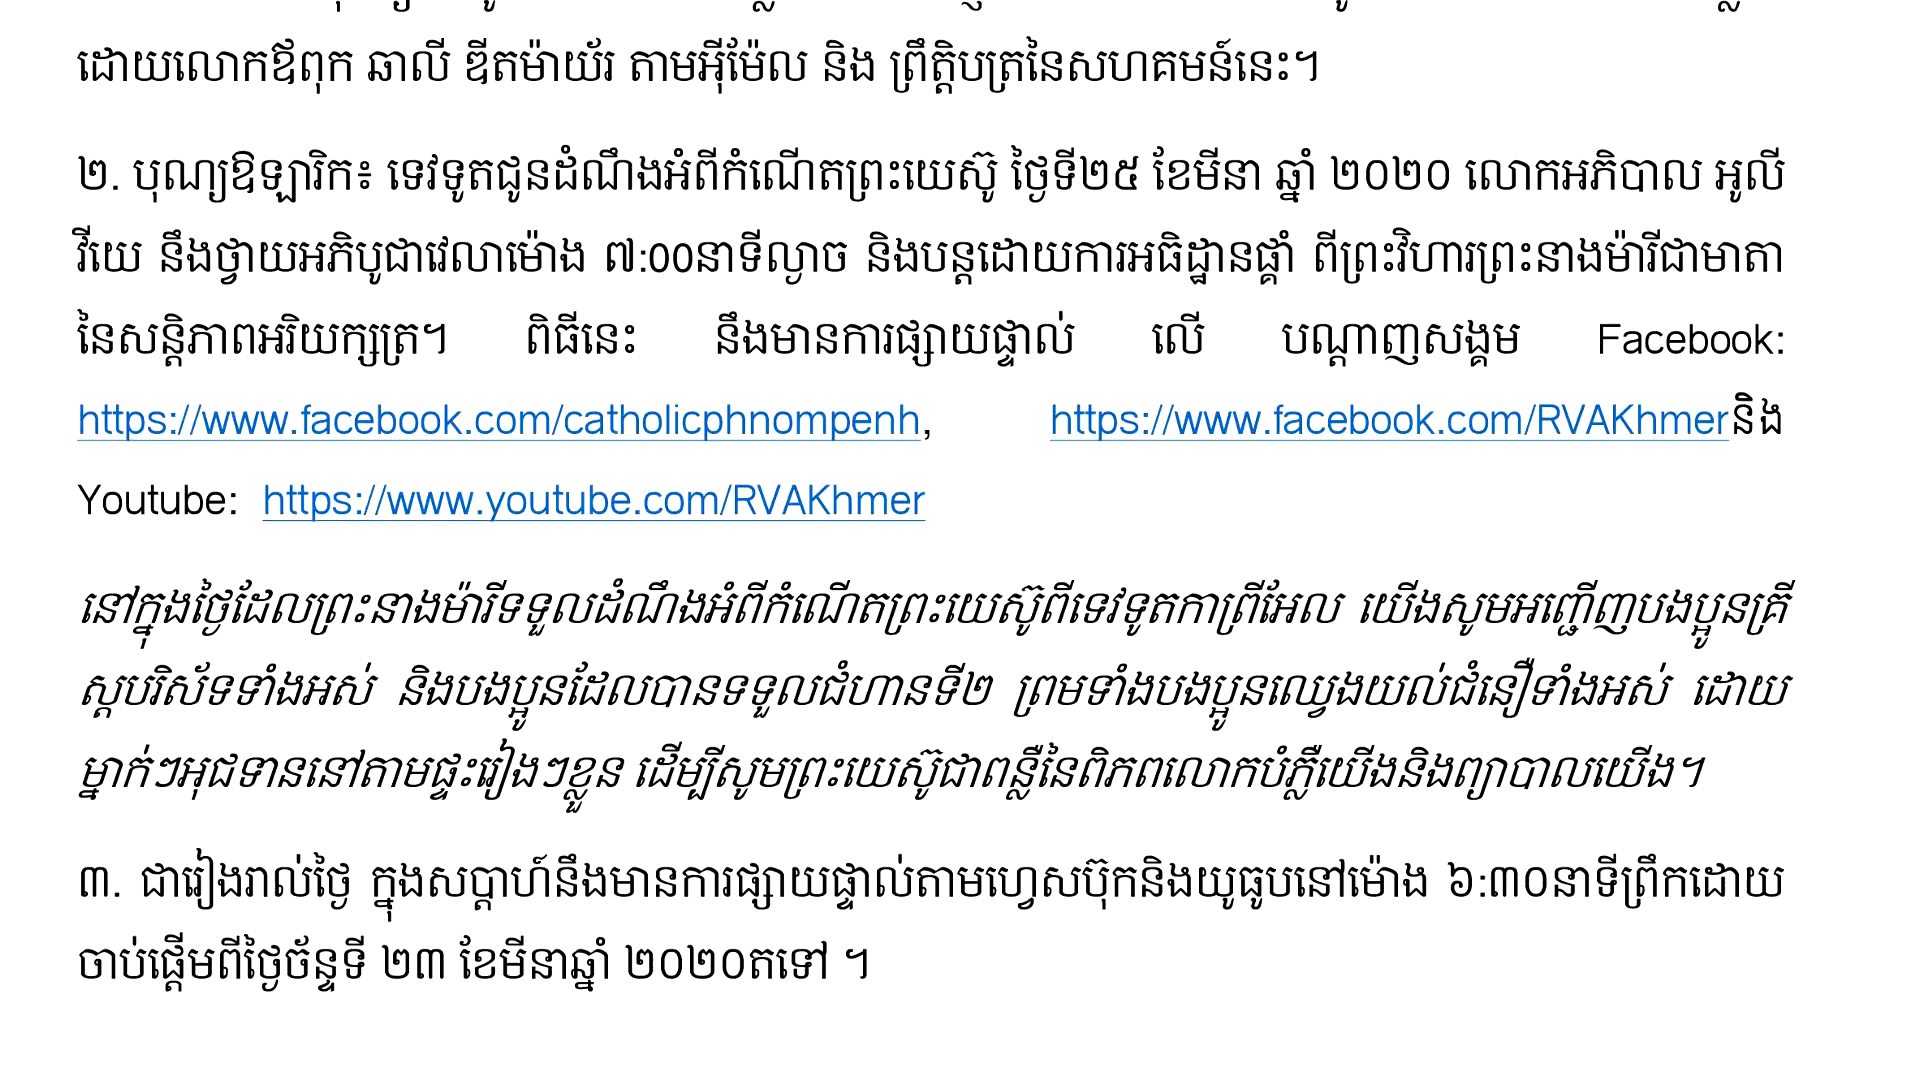 ដោយលោកឪពុក ឆាលី ឌីតម៉ាយ័រ តាមអ៊ីម៉ែល និង ព្រឹត្តិបត្រនៃសហគមន៍នេះ។
២. បុណ្យឱឡារិក៖ ទេវទូតជូនដំណឹងអំពីកំណើតព្រះយេស៊ូ ថ្ងៃទី២៥ ខែមីនា ឆ្នាំ ២០២០ លោកអភិបាល អូលី
វីយេ នឹងថ្វាយអភិបូជាវេលាម៉ោង ៧:00នាទីល្ងាច និងបន្តដោយការអធិដ្ឋានផ្គាំ ពីព្រះវិហារព្រះនាងម៉ារីជាមាតា
នៃសន្តិភាពអរិយក្សត្រ។ ពិធីនេះ នឹងមានការផ្សាយផ្ទាល់ លើ បណ្តាញសង្គម Facebook:
https://www.facebook.com/catholicphnompenh, https://www.facebook.com/RVAKhmerនិង
Youtube: https://www.youtube.com/RVAKhmer
នៅក្នុងថ្ងៃដែលព្រះនាងម៉ារីទទួលដំណឹងអំពីកំណើតព្រះយេស៊ូពីទេវទូតកាព្រីអែល យើងសូមអញ្ជើញបងប្អូនគ្រី
ស្តបរិស័ទទាំងអស់ និងបងប្អូនដែលបានទទួលជំហានទី២ ព្រមទាំងបងប្អូនឈ្វេងយល់ជំនឿទាំងអស់ ដោយ
ម្នាក់ៗអុជទាននៅតាមផ្ទះរៀងៗខ្លួន ដើម្បីសូមព្រះយេស៊ូជាពន្លឺនៃពិភពលោកបំភ្លឺយើងនិងព្យាបាលយើង។
៣. ជារៀងរាល់ថ្ងៃ ក្នុងសប្តាហ៍នឹងមានការផ្សាយផ្ទាល់តាមហ្វេសប៊ុកនិងយូធូបនៅម៉ោង ៦:៣០នាទីព្រឹកដោយ
ចាប់ផ្តើមពីថ្ងៃច័ន្ទទី ២៣ ខែមីនាឆ្នាំ ២០២០តទៅ ។